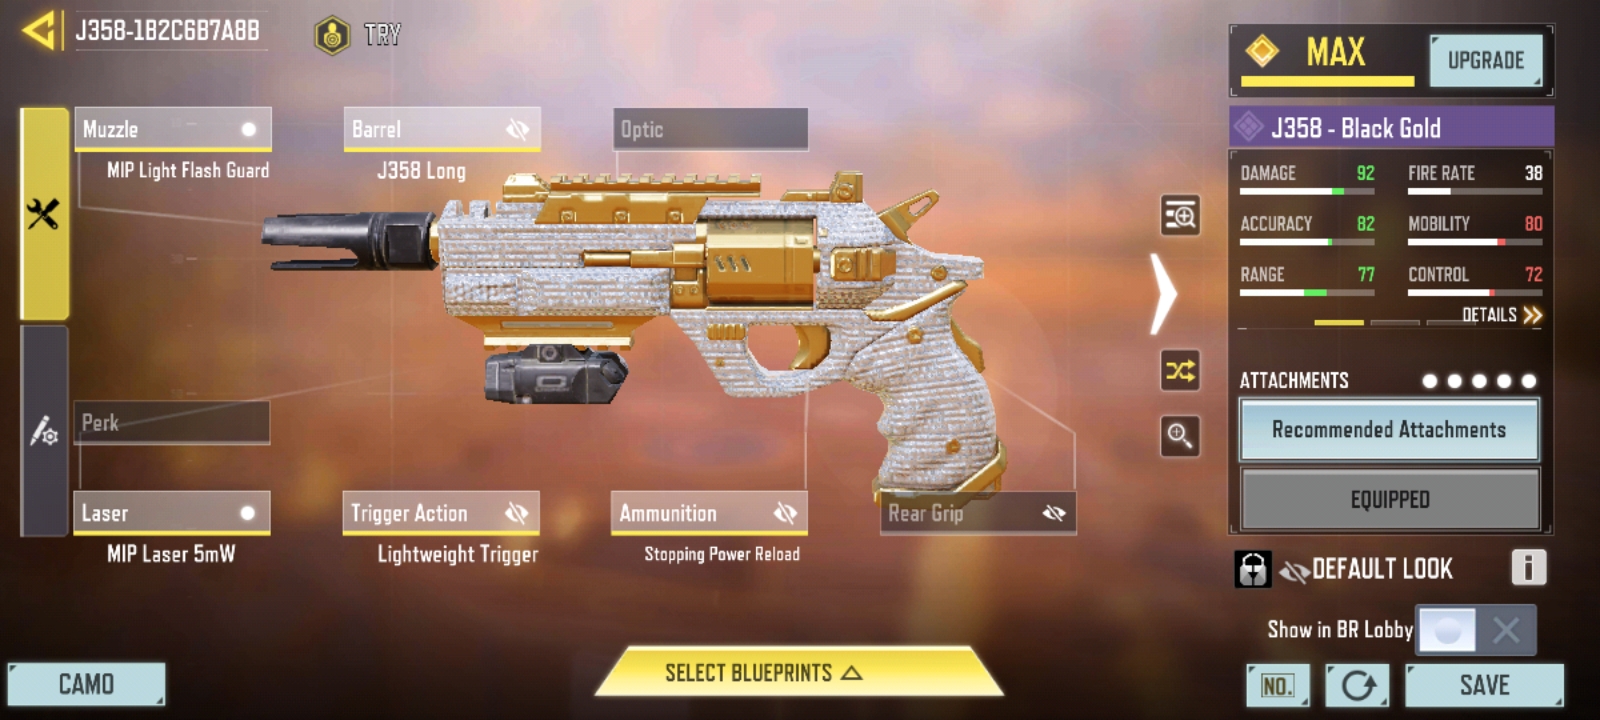 J358-1B2C6B7A8B
TRY
MAX
UPGRADE
J358 - Black Gold
Muzzle
MIP Light Flash Guard
Barrel
J358 Long
Optic
DAMAGE 92
FIRE RATE 38
ACCURACY 82
MOBILITY 80
RANGE 77
CONTROL 72
DETAILS
ATTACHMENTS
Recommended Attachments
EQUIPPED
Perk
Laser
MIP Laser 5mW
Trigger Action
Lightweight Trigger
Ammunition
Stopping Power Reload
Rear Grip
DEFAULT LOOK
i
Show in BR Lobby
CAMO
SELECT BLUEPRINTS
NO.
SAVE